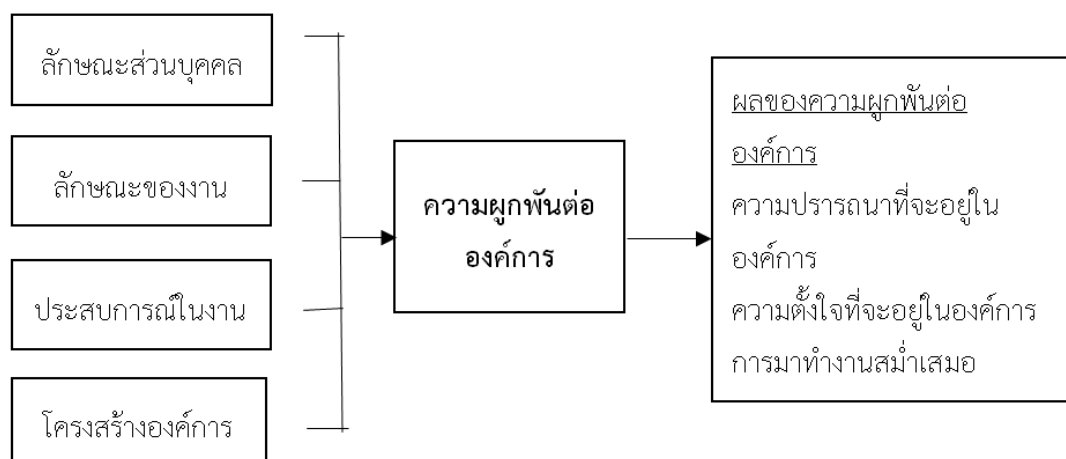 ลักษณะส่วนบุคคล
ลักษณะของงาน
ประสบการณ์ในงาน
โครงสร้างองค์การ
ความผูกพันต่อ
องค์การ
ผลของความผูกพันต่อ
องค์การ
ความปรารถนาที่จะอยู่ใน
องค์การ
ความตั้งใจที่จะอยู่ในองค์การ
การมาทำงานสม่ำเสมอ